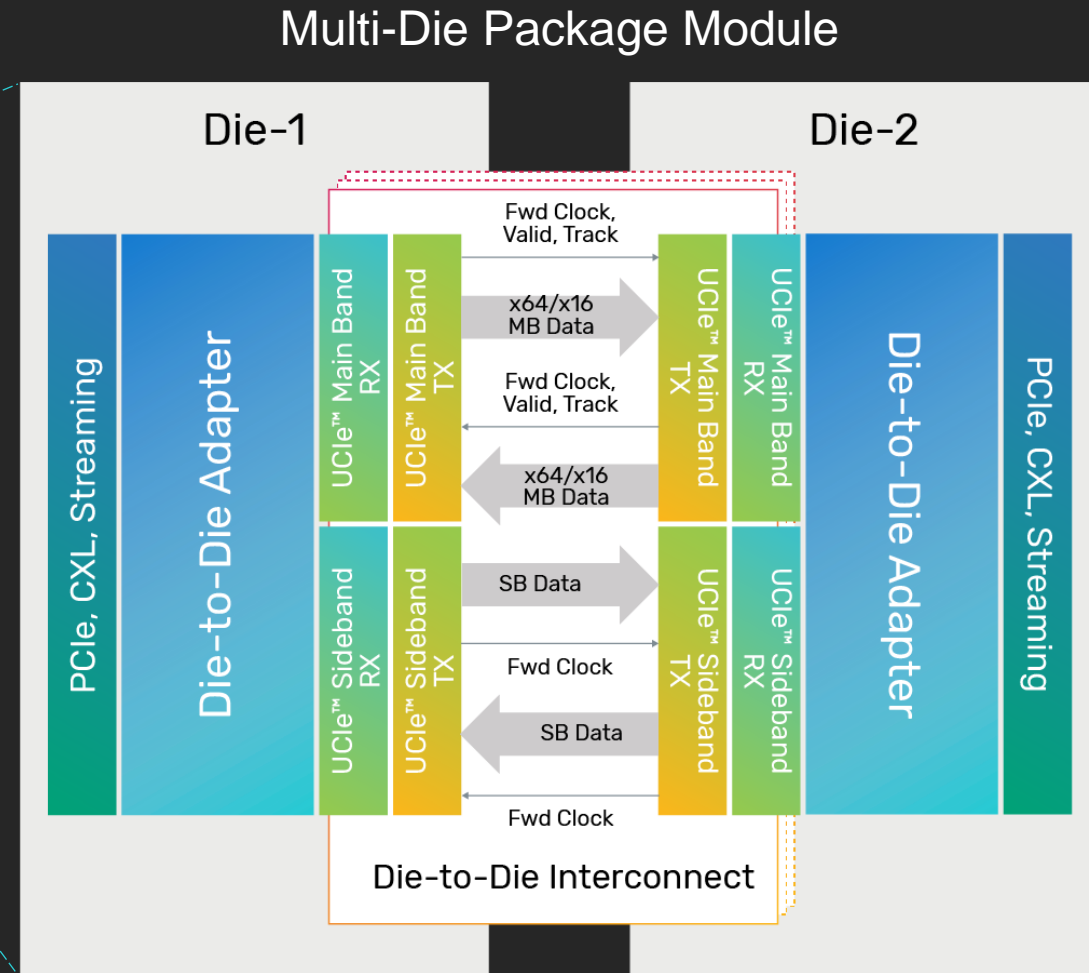 Multi-Die Package Module
Die-1
Die-2
PCIe, CXL, Streaming
Die-to-Die Adapter
UCIe™ Main Band
RX
UCIe™ Main Band
TX
UCIe™ Sideband
RX
UCIe™ Sideband
TX
Fwd Clock,
Valid, Track
x64/x16
MB Data
Fwd Clock,
Valid, Track
x64/x16
MB Data
SB Data
Fwd Clock
SB Data
Fwd Clock
UCIe™ Main Band
TX
UCIe™ Main Band
RX
UCIe™ Sideband
TX
UCIe™ Sideband
RX
Die-to-Die Adapter
PCIe, CXL, Streaming
Die-to-Die Interconnect